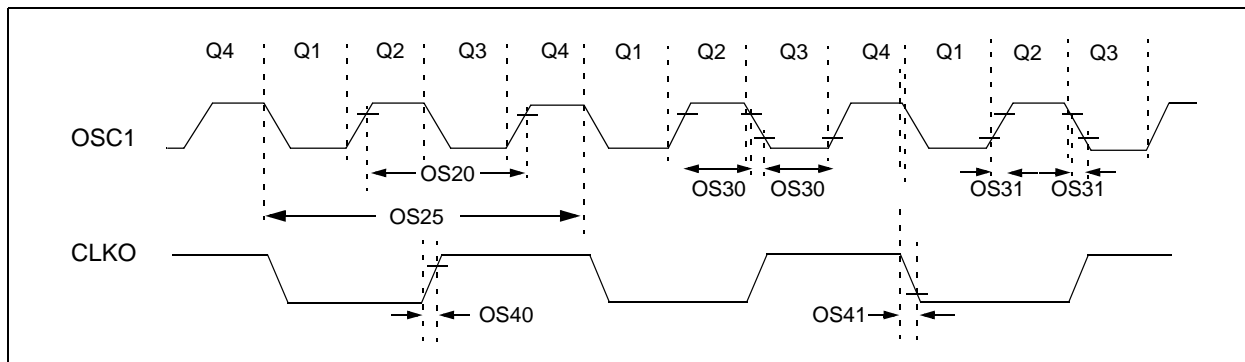 Q4 Q1 Q2 Q3 Q4 Q1 Q2 Q3 Q4 Q1 Q2 Q3
OSC1
OS20 OS30 OS30 OS31 OS31
OS25
CLKO
OS40 OS41